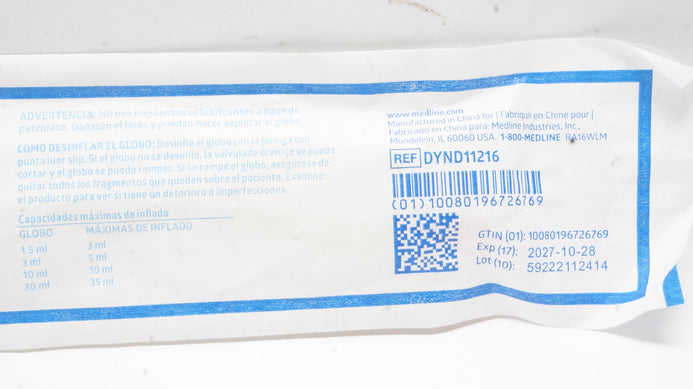 ADVERTENCIA: No use ungüentos ni lubricantes a base de
petrolato. Dañarán el látex y pueden hacer explotar el globo.
CÓMO DESINFLAR EL GLOBO: Desinfle el globo con la jeringa con
punta luer slip. Si el globo no se desinfla, la válvula de drenaje se puede
cortar y el globo se puede romper. Si se rompe el globo, asegúrese de
quitar todos los fragmentos que queden sobre el paciente. Examine
el producto para ver si tiene un deterioro o imperfecciones.
Capacidades máximas de inflado
GLOBO MÁXIMAS DE INFLADO
1.5 ml 3 ml
3 ml 5 ml
10 ml 10 ml
30 ml 35 ml
www.medline.com
Manufactured in China for | Fabriqué en Chine pour |
Fabricado en China para: Medline Industries, Inc.,
Mundelein, IL 60060 USA. 1-800-MEDLINE RA16WLM
REF DYND11216
(01)10080196726769
GTIN (01): 10080196726769
Exp (17): 2027-10-28
Lot (10): 59222112414